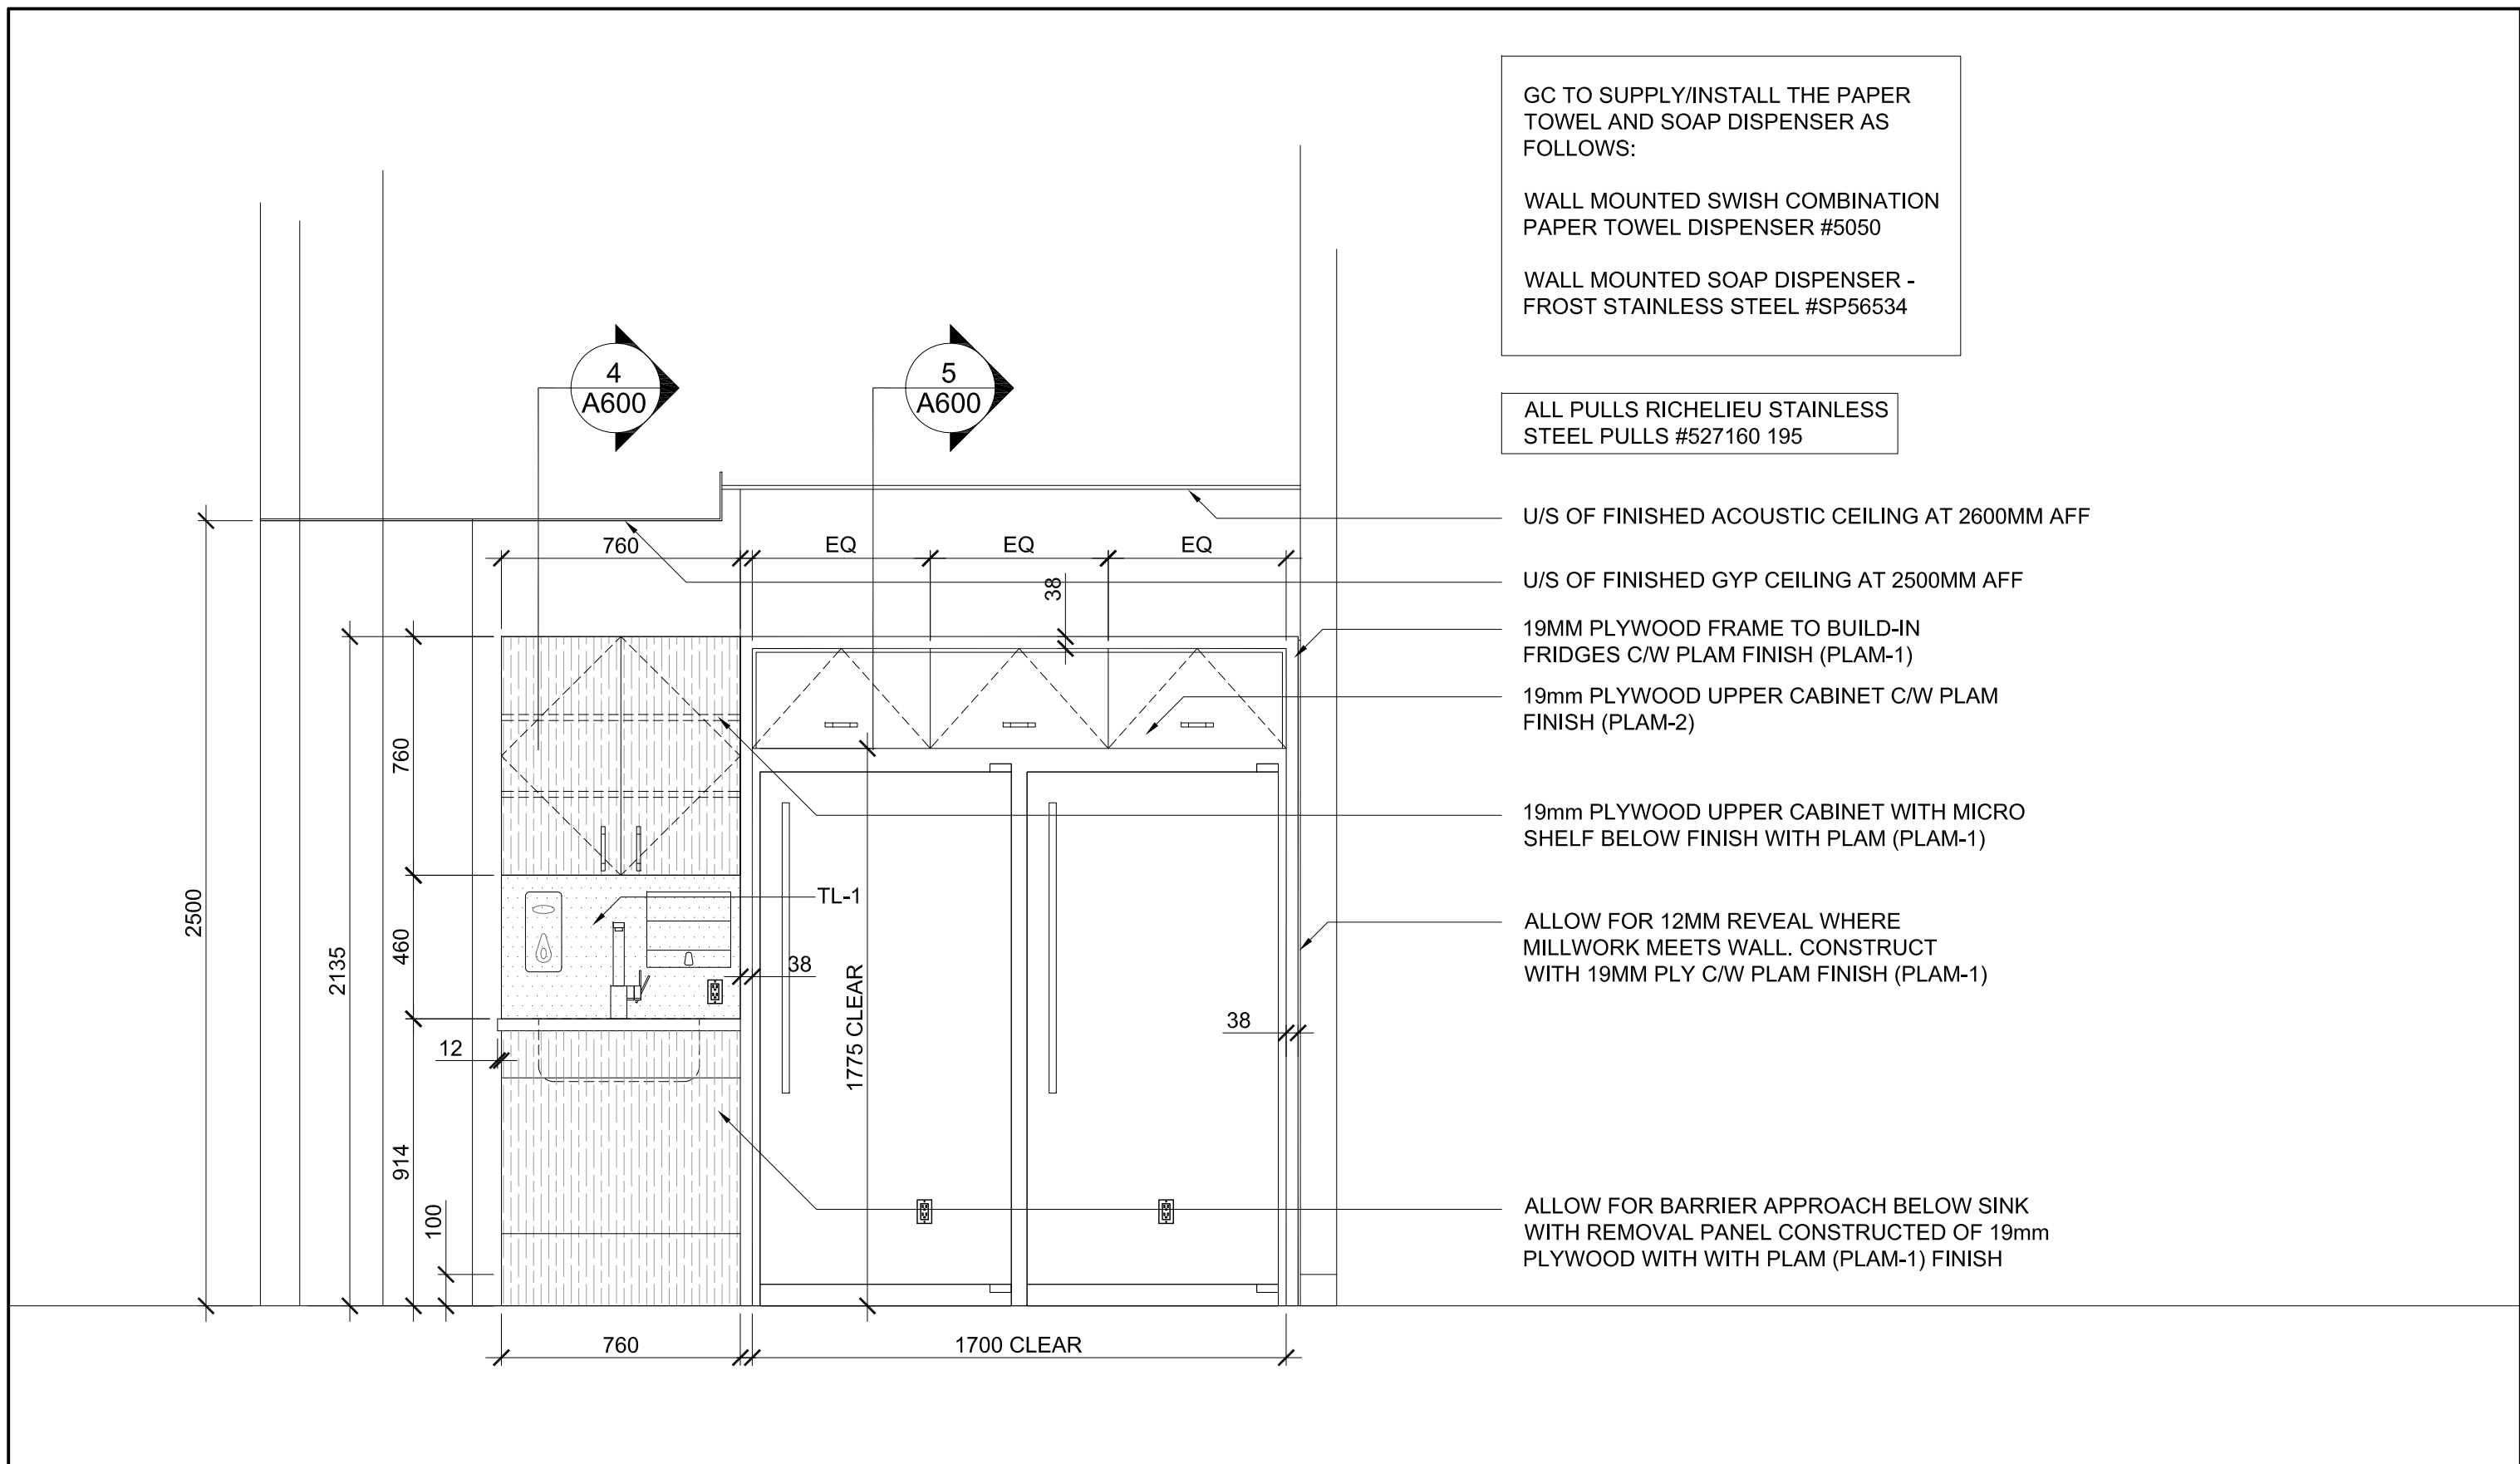 GC TO SUPPLY/INSTALL THE PAPER
TOWEL AND SOAP DISPENSER AS
FOLLOWS:
WALL MOUNTED SWISH COMBINATION
PAPER TOWEL DISPENSER #5050
WALL MOUNTED SOAP DISPENSER -
FROST STAINLESS STEEL #SP56534
ALL PULLS RICHELIEU STAINLESS
STEEL PULLS #527160 195
4
A600
5
A600
U/S OF FINISHED ACOUSTIC CEILING AT 2600MM AFF
U/S OF FINISHED GYP CEILING AT 2500MM AFF
19MM PLYWOOD FRAME TO BUILD-IN
FRIDGES C/W PLAM FINISH (PLAM-1)
19mm PLYWOOD UPPER CABINET C/W PLAM
FINISH (PLAM-2)
19mm PLYWOOD UPPER CABINET WITH MICRO
SHELF BELOW FINISH WITH PLAM (PLAM-1)
ALLOW FOR 12MM REVEAL WHERE
MILLWORK MEETS WALL. CONSTRUCT
WITH 19MM PLY C/W PLAM FINISH (PLAM-1)
ALLOW FOR BARRIER APPROACH BELOW SINK
WITH REMOVAL PANEL CONSTRUCTED OF 19mm
PLYWOOD WITH WITH PLAM (PLAM-1) FINISH
760
EQ
EQ
EQ
38
2500
2135
760
460
914
100
12
TL-1
38
1775 CLEAR
38
760
1700 CLEAR